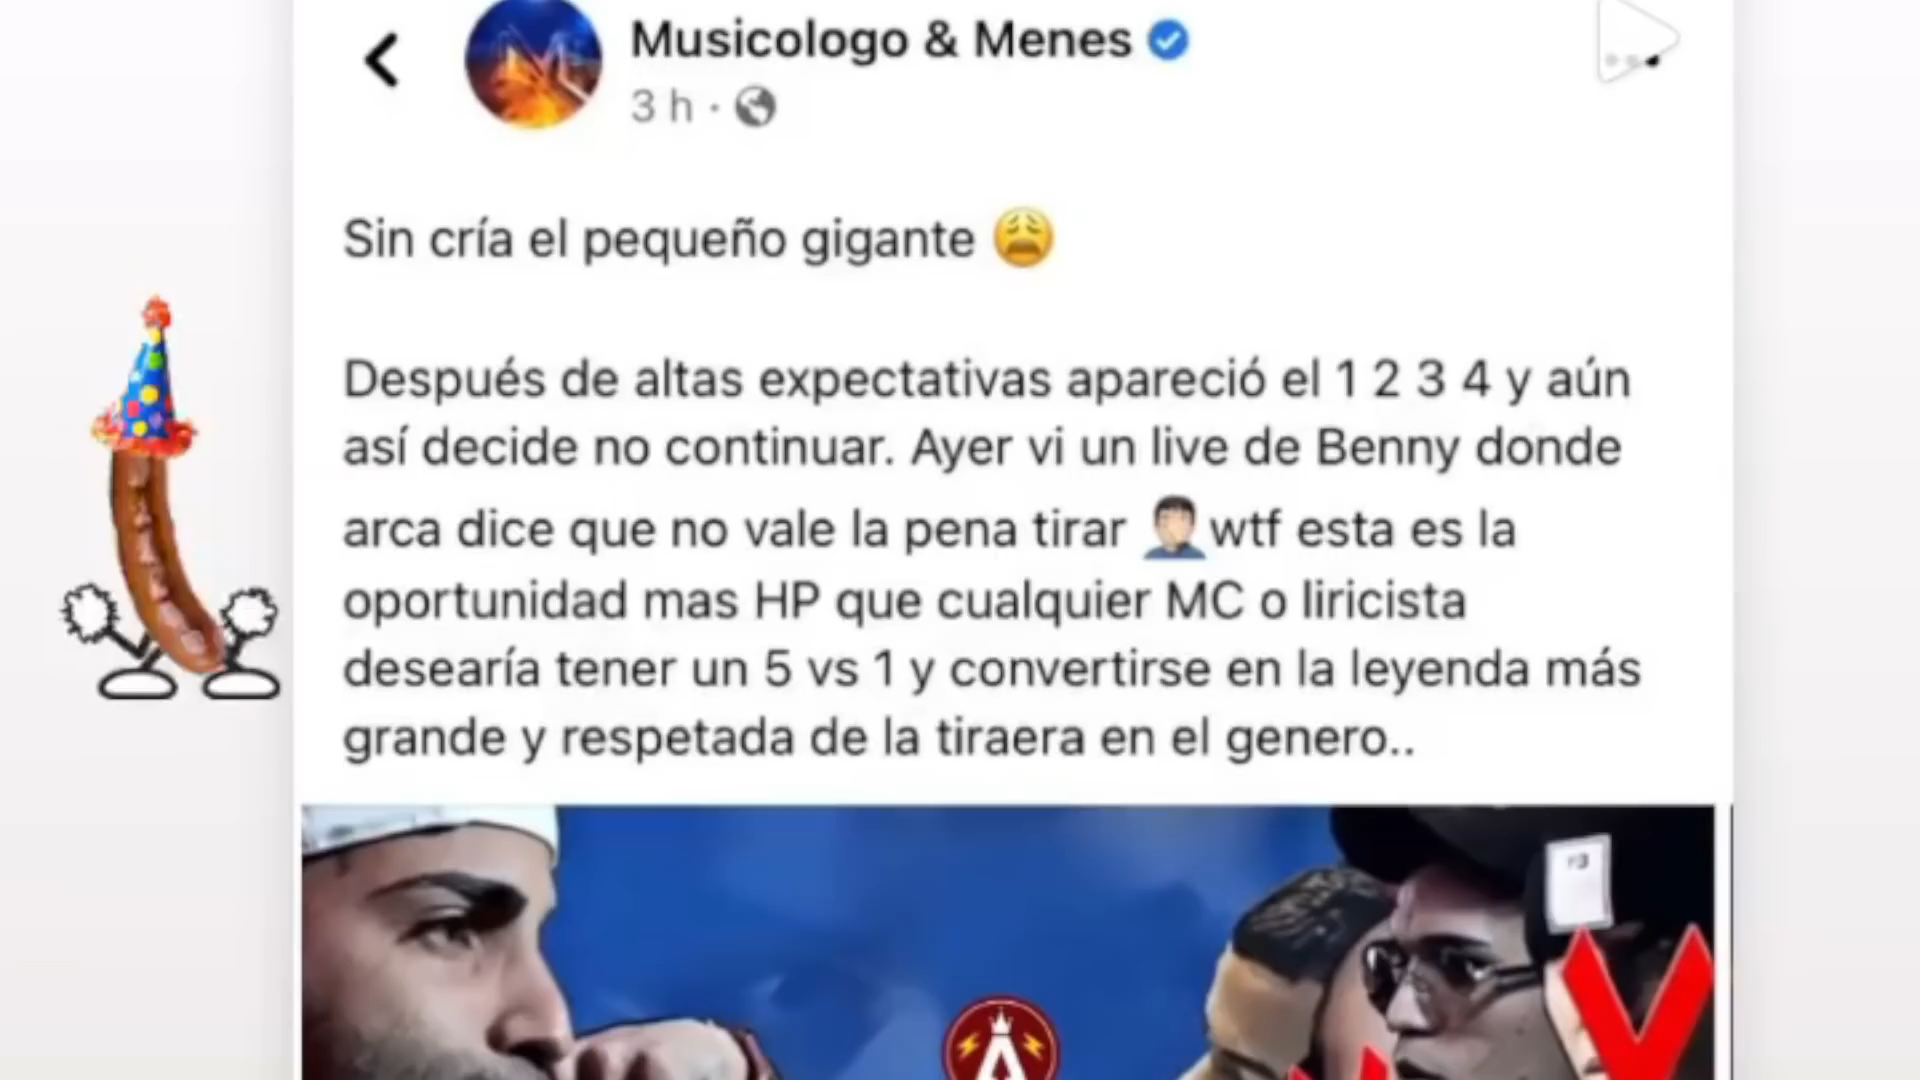 Musicologo & Menes
3 h ·
Sin cría el pequeño gigante 😩
Después de altas expectativas apareció el 1 2 3 4 y aún
así decide no continuar. Ayer vi un live de Benny donde
arca dice que no vale la pena tirar 🤦🏻‍♂️ wtf esta es la
oportunidad mas HP que cualquier MC o liricista
desearía tener un 5 vs 1 y convertirse en la leyenda más
grande y respetada de la tiraera en el genero..
A
Y